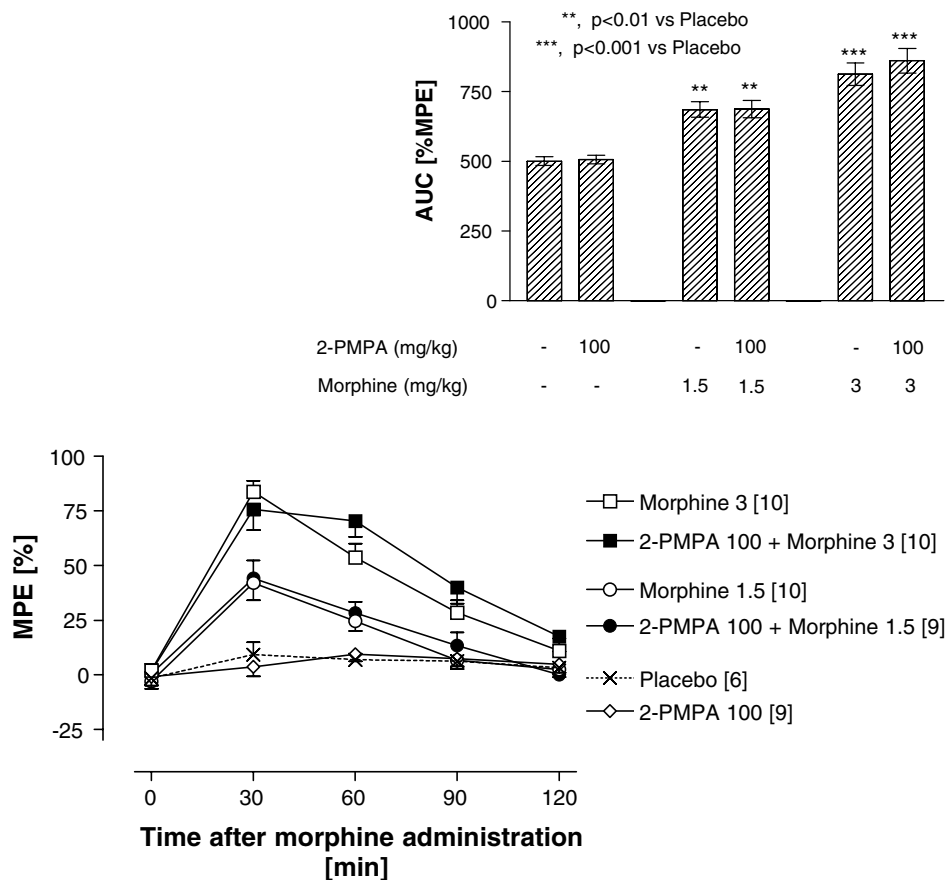 1000
750
500
250
0
AUC [%MPE]
**, p<0.01 vs Placebo
***, p<0.001 vs Placebo
** ** *** ***
2-PMPA (mg/kg) - 100 - 100 - 100
Morphine (mg/kg) - - 1.5 1.5 3 3
100
75
50
25
0
-25
MPE [%]
Morphine 3 [10]
2-PMPA 100 + Morphine 3 [10]
Morphine 1.5 [10]
2-PMPA 100 + Morphine 1.5 [9]
Placebo [6]
2-PMPA 100 [9]
0 30 60 90 120
Time after morphine administration
[min]